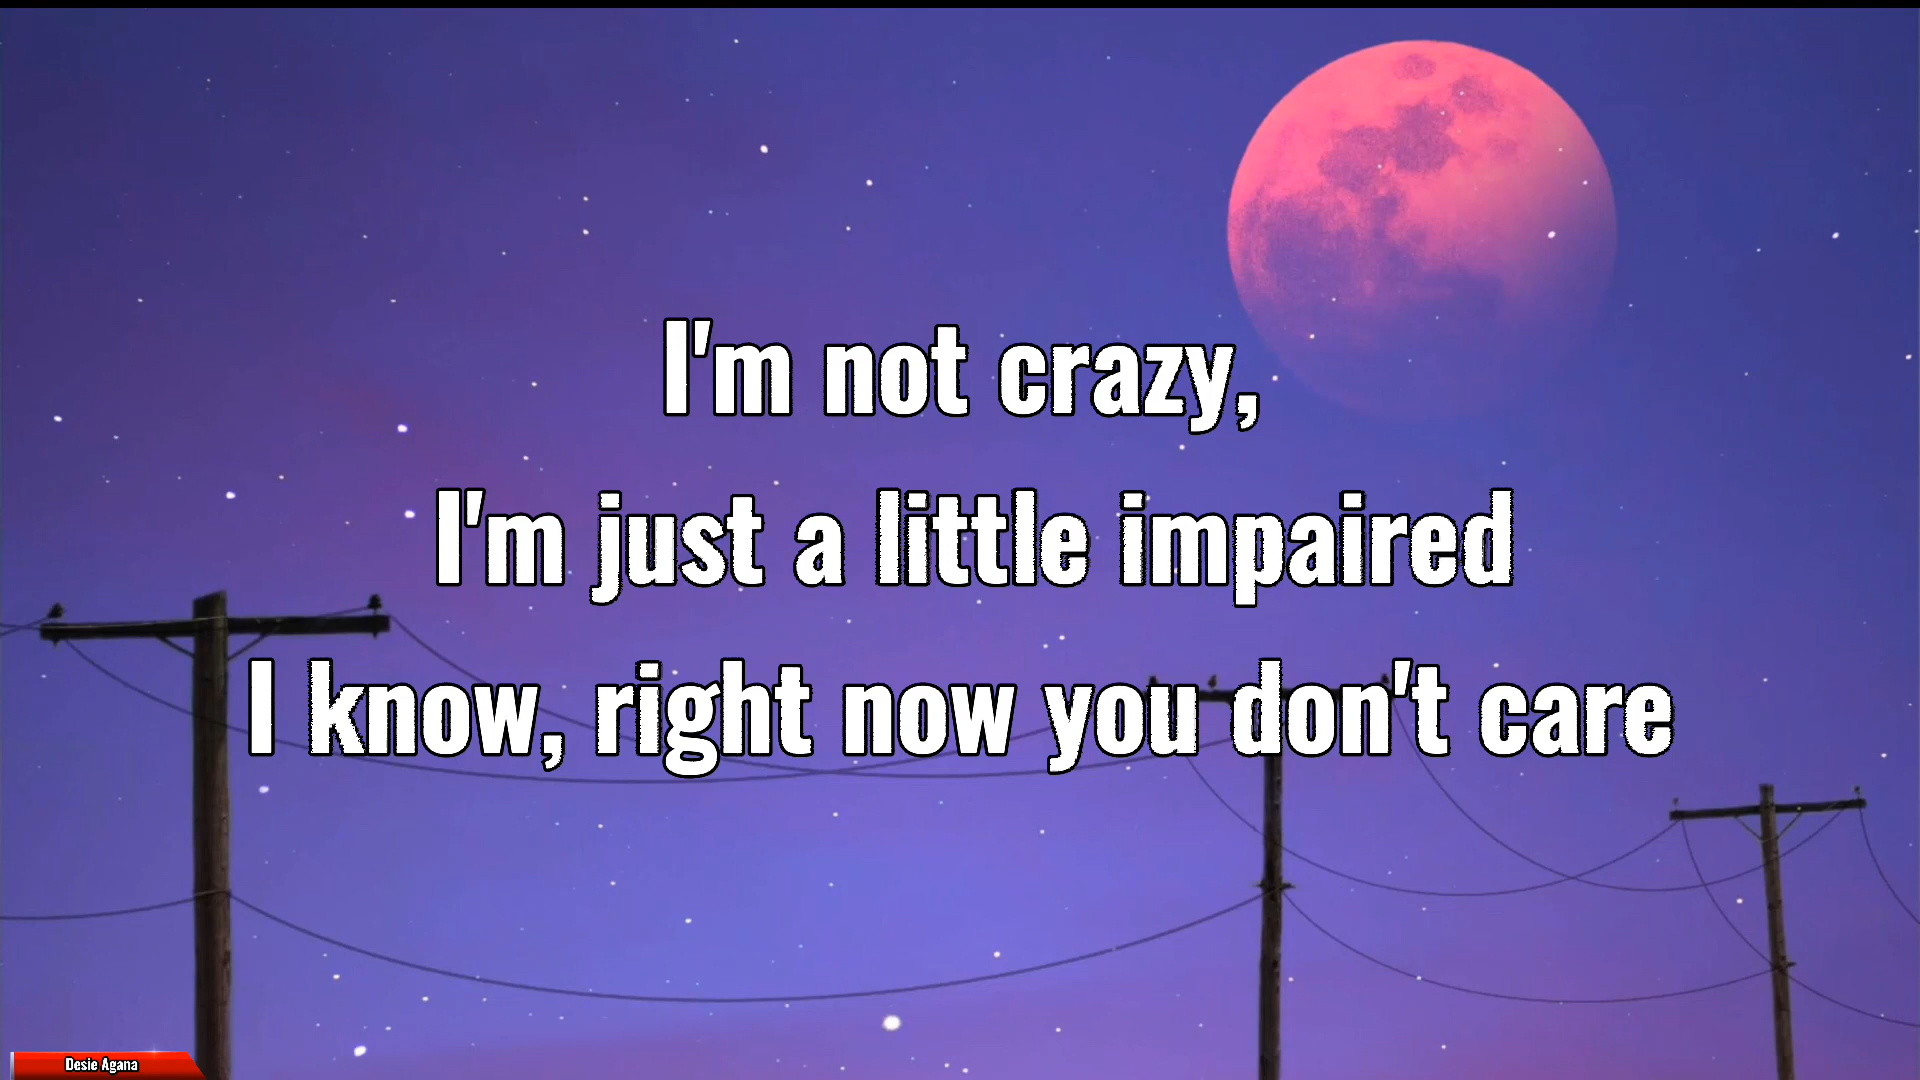 I'm not crazy,
I'm just a little impaired
I know, right now you don't care
Desie Agana